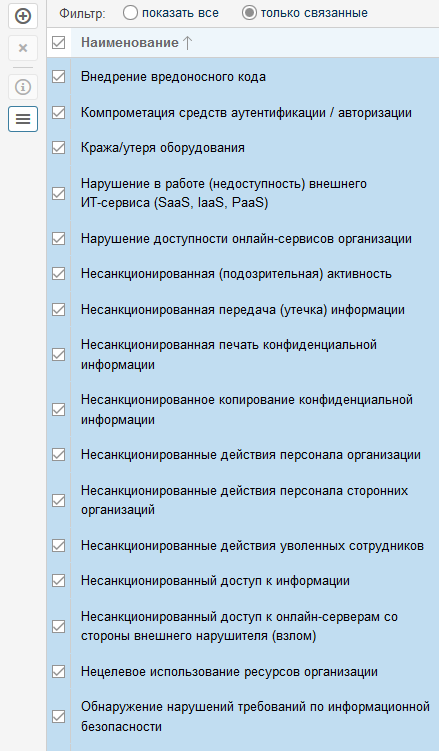 Фильтр: показать все только связанные
Наименование
Внедрение вредоносного кода
Компрометация средств аутентификации / авторизации
Кража/утеря оборудования
Нарушение в работе (недоступность) внешнего
ИТ-сервиса (SaaS, IaaS, PaaS)
Нарушение доступности онлайн-сервисов организации
Несанкционированная (подозрительная) активность
Несанкционированная передача (утечка) информации
Несанкционированная печать конфиденциальной
информации
Несанкционированное копирование конфиденциальной
информации
Несанкционированные действия персонала организации
Несанкционированные действия персонала сторонних
организаций
Несанкционированные действия уволенных сотрудников
Несанкционированный доступ к информации
Несанкционированный доступ к онлайн-серверам со
стороны внешнего нарушителя (взлом)
Нецелевое использование ресурсов организации
Обнаружение нарушений требований по информационной
безопасности